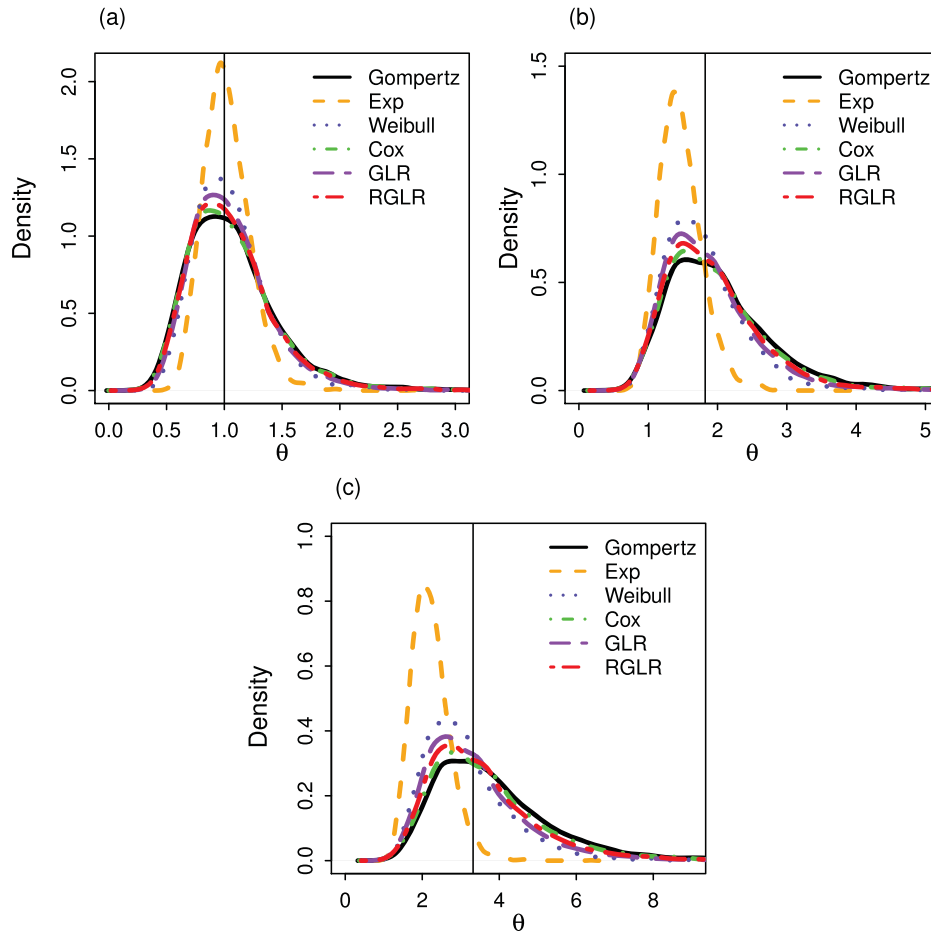 (a)
Density
0.0 0.5 1.0 1.5 2.0
Gompertz
Exp
Weibull
Cox
GLR
RGLR
0.0 0.5 1.0 1.5 2.0 2.5 3.0
θ
(b)
Density
0.0 0.5 1.0 1.5
Gompertz
Exp
Weibull
Cox
GLR
RGLR
0 1 2 3 4 5
θ
(c)
Density
0.0 0.2 0.4 0.6 0.8 1.0
Gompertz
Exp
Weibull
Cox
GLR
RGLR
0 2 4 6 8
θ